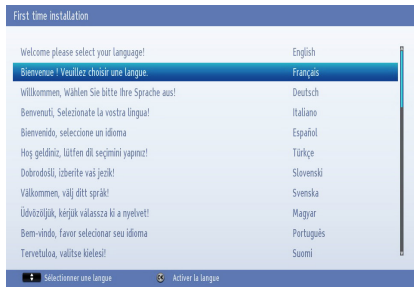 First time installation
Welcome please select your language! English
Bienvenue ! Veuillez choisir une langue. Français
Willkommen, Wählen Sie bitte Ihre Sprache aus! Deutsch
Benvenuti, Selezionate la vostra lingua! Italiano
Bienvenido, seleccione un idioma Español
Hoş geldiniz, lütfen dil seçimini yapınız! Türkçe
Dobrodošli, izberite vaš jezik! Slovenski
Välkommen, välj ditt språk! Svenska
Üdvözöljük, kérjük válassza ki a nyelvet! Magyar
Bem-vindo, favor selecionar seu idioma Português
Tervetuloa, valitse kielesi! Suomi
Sélectionner une langue OK Activer la langue